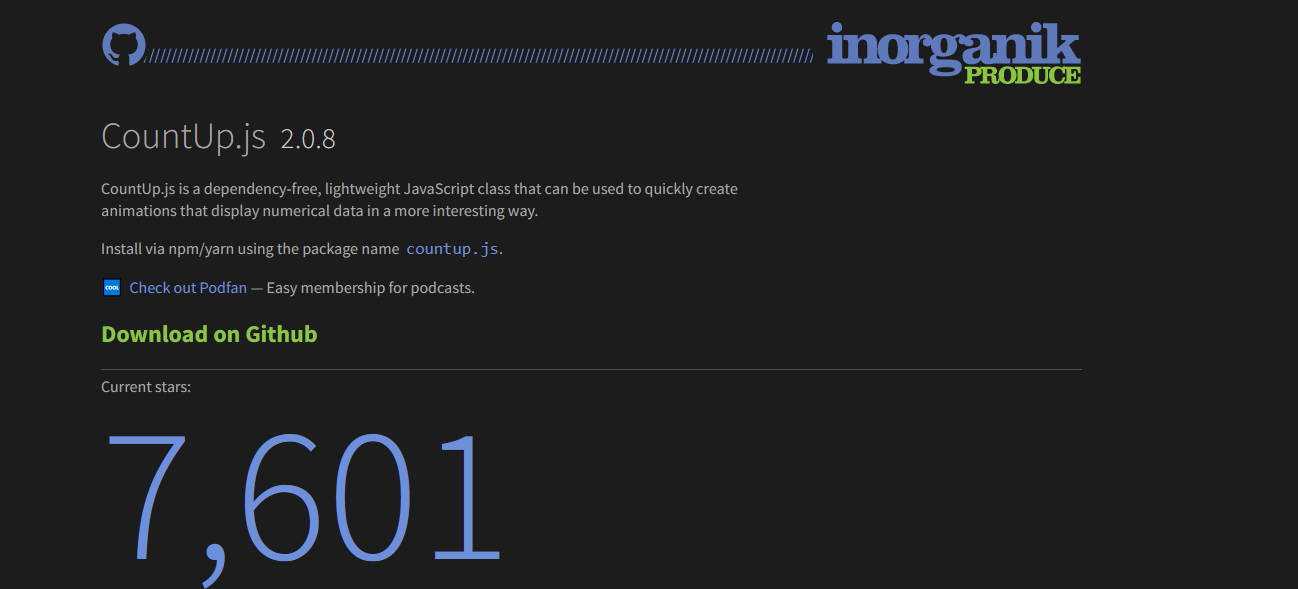 inorganik
PRODUCE
CountUp.js 2.0.8
CountUp.js is a dependency-free, lightweight JavaScript class that can be used to quickly create
animations that display numerical data in a more interesting way.
Install via npm/yarn using the package name countup.js.
COOL Check out Podfan — Easy membership for podcasts.
Download on Github
Current stars:
7,601